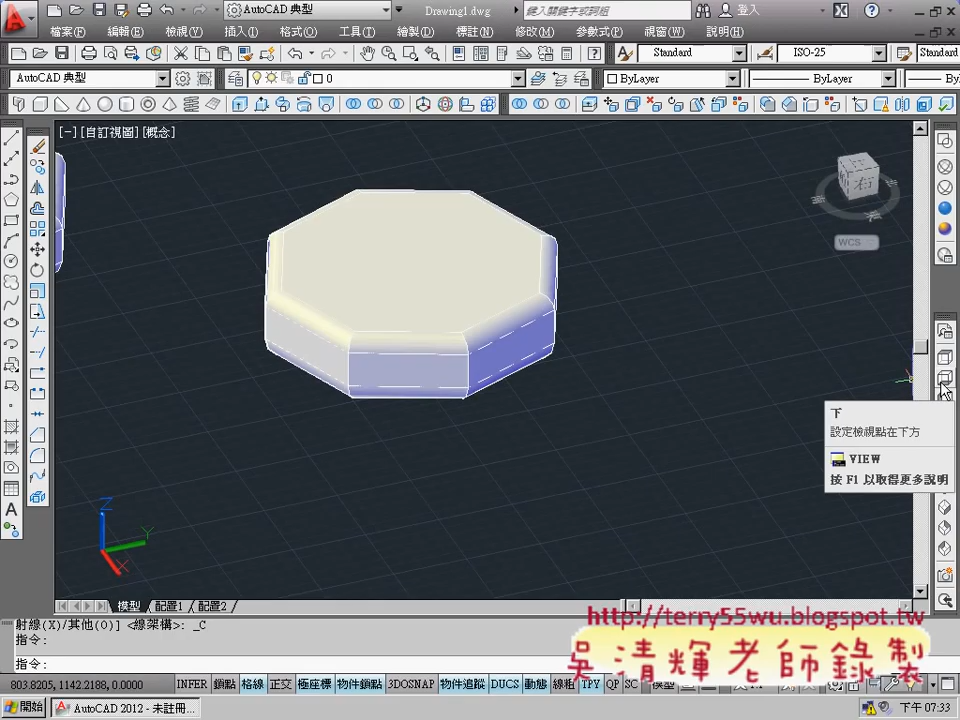 AutoCAD 典型
Drawing1.dwg
鍵入關鍵字或詞組
登入
檔案(F) 編輯(E) 檢視(V) 插入(I) 格式(O) 工具(T) 繪製(D) 標註(N) 修改(M) 參數式(P) 視窗(W) 說明(H)
Standard
ISO-25
Standard
AutoCAD 典型
0
ByLayer
ByLayer
[−][自訂視圖][概念]
右
WCS
下
設定檢視點在下方
VIEW
按 F1 以取得更多說明
Z
Y
X
模型 配置1 配置2
射線(X)/其他(O)] <線架構>: _C
指令:
指令:
http://terry55wu.blogspot.tw
吳清輝老師錄製
803.8205, 1142.2188, 0.0000
INFER 鎖點 格線 正交 極座標 物件鎖點 3DOSNAP 物件追蹤 DUCS 動態 線粗 TPY QP SC 模型
開始
AutoCAD 2012 - 未註冊...
下午 07:33